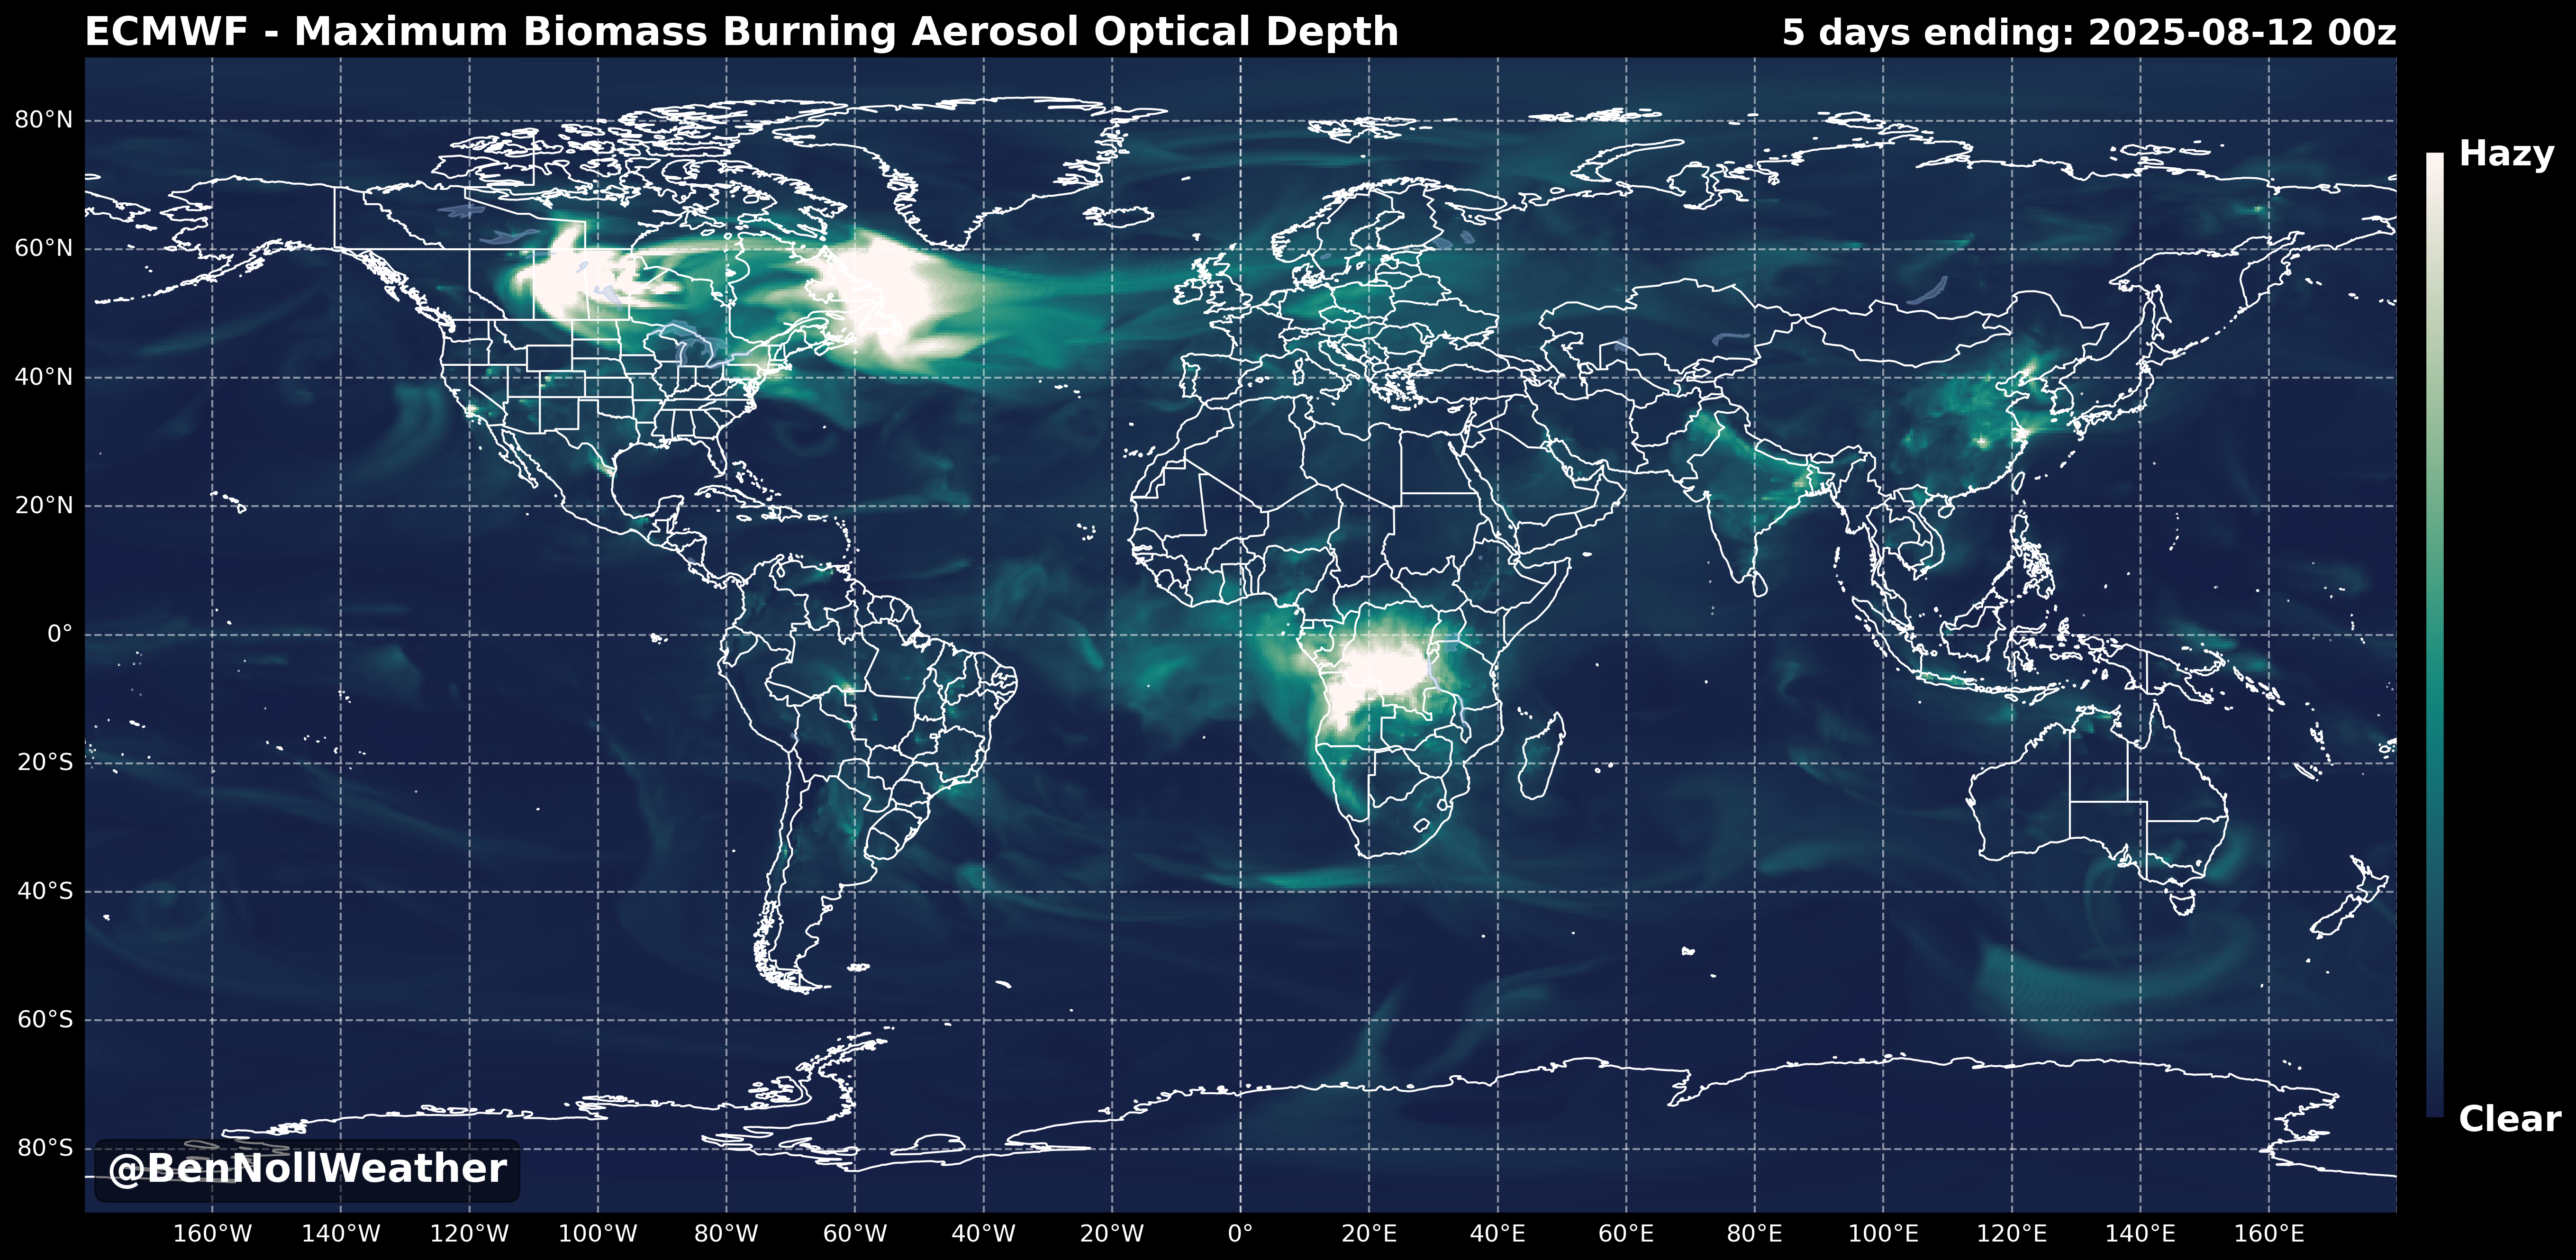 ECMWF - Maximum Biomass Burning Aerosol Optical Depth
5 days ending: 2025-08-12 00z
80°N
60°N
40°N
20°N
0°
20°S
40°S
60°S
80°S
Hazy
Clear
@BenNollWeather
160°W 140°W 120°W 100°W 80°W 60°W 40°W 20°W 0° 20°E 40°E 60°E 80°E 100°E 120°E 140°E 160°E